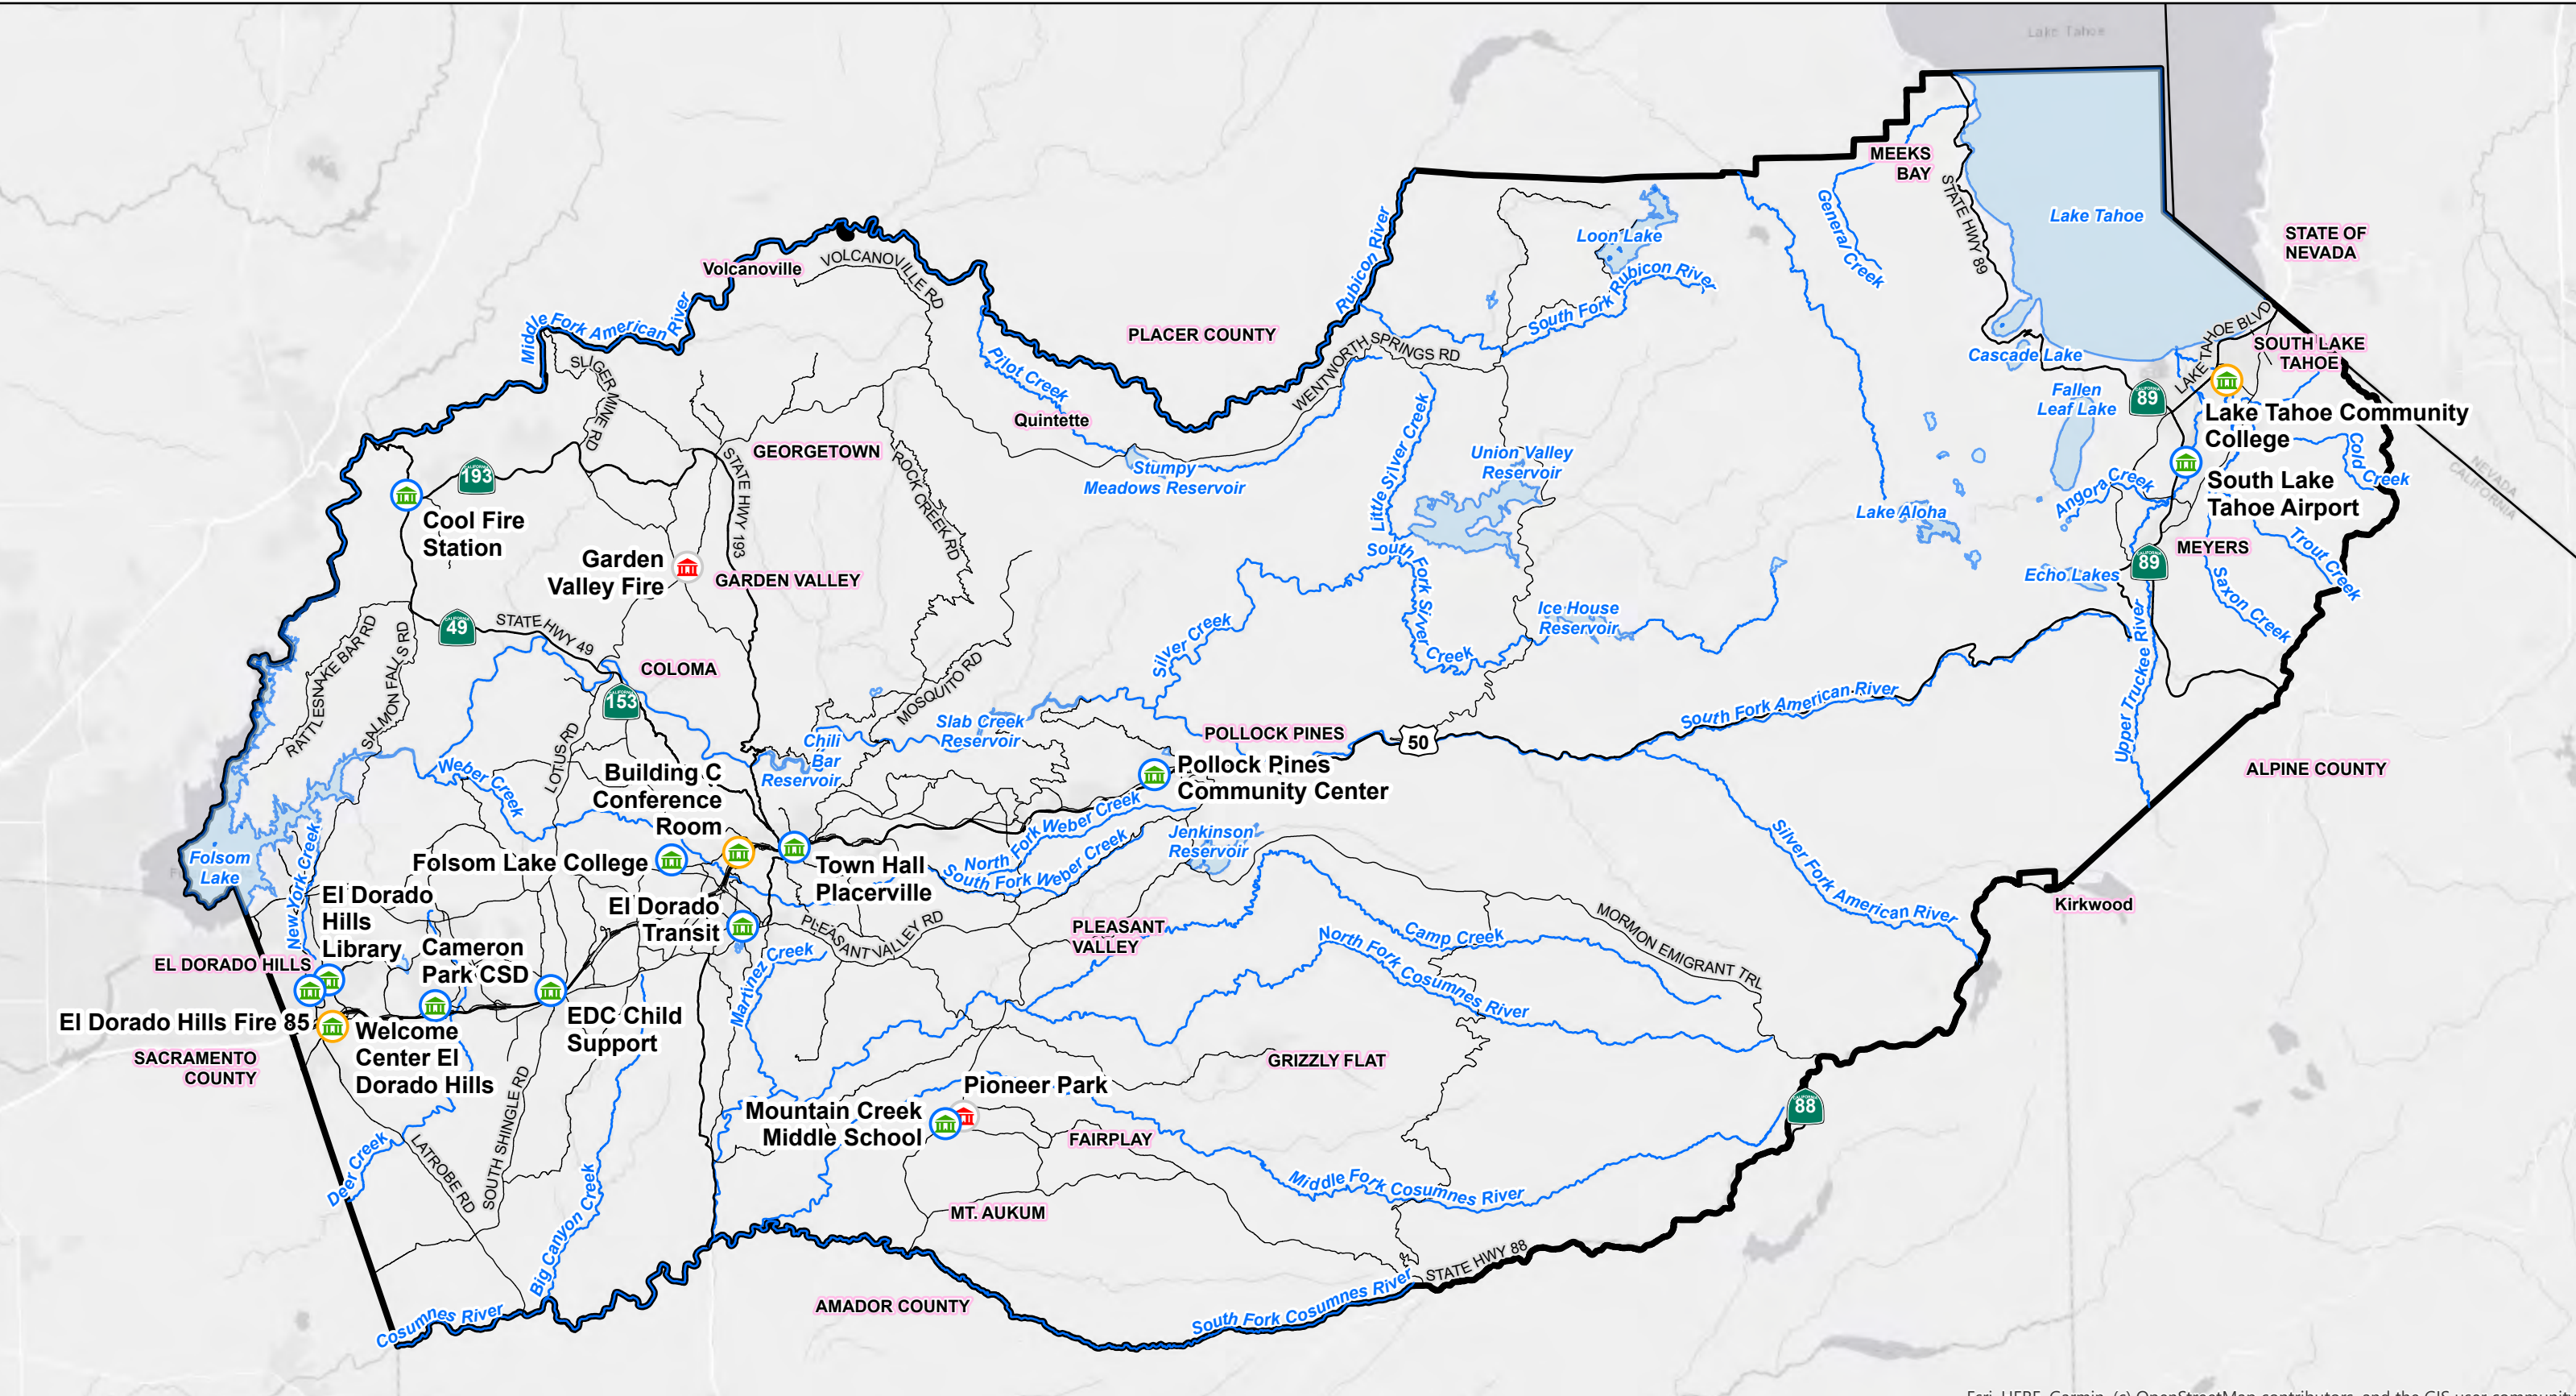 Lake Tahoe
MEEKS
BAY
STATE HWY 89
General Creek
Lake Tahoe
STATE OF
NEVADA
Loon Lake
South Fork Rubicon River
Rubicon River
Volcanoville
VOLCANOVILLE RD
Middle Fork American River
PLACER COUNTY
WENTWORTH SPRINGS RD
LAKE TAHOE BLVD
SOUTH LAKE
TAHOE
Cascade Lake
Fallen
Leaf Lake
89
Lake Tahoe Community
College
SLIGER MINE RD
Pilot Creek
Quintette
GEORGETOWN
STATE HWY 193
ROCK CREEK RD
Stumpy
Meadows Reservoir
Little Silver Creek
Union Valley
Reservoir
Cold Creek
NEVADA
CALIFORNIA
CALIFORNIA
193
Cool Fire
Station
Angora Creek
South Lake
Tahoe Airport
Lake Aloha
Trout Creek
Garden
Valley Fire
GARDEN VALLEY
South Fork Silver Creek
MEYERS
89
Echo Lakes
Saxon Creek
Ice House
Reservoir
49
STATE HWY 49
RATTLESNAKE BAR RD
SALMON FALLS RD
Silver Creek
COLOMA
153
MOSQUITO RD
Upper Truckee River
South Fork American River
Slab Creek
Reservoir
Chili
Bar
Reservoir
POLLOCK PINES
50
LOTUS RD
Weber Creek
Building C
Conference
Room
Pollock Pines
Community Center
ALPINE COUNTY
North Fork Weber Creek
South Fork Weber Creek
Jenkinson
Reservoir
Silver Fork American River
Folsom
Lake
New York Creek
Folsom Lake College
Town Hall
Placerville
El Dorado
Hills
Library
El Dorado
Transit
PLEASANT VALLEY RD
PLEASANT
VALLEY
Camp Creek
MORMON EMIGRANT TRL
Kirkwood
North Fork Cosumnes River
Cameron
Park CSD
EL DORADO HILLS
Martinez Creek
EDC Child
Support
El Dorado Hills Fire 85
Welcome
Center El
Dorado Hills
SACRAMENTO
COUNTY
GRIZZLY FLAT
Pioneer Park
Mountain Creek
Middle School
FAIRPLAY
CALIFORNIA
88
Deer Creek
LATROBE RD
SOUTH SHINGLE RD
Big Canyon Creek
Middle Fork Cosumnes River
MT. AUKUM
STATE HWY 88
AMADOR COUNTY
South Fork Cosumnes River
Cosumnes River